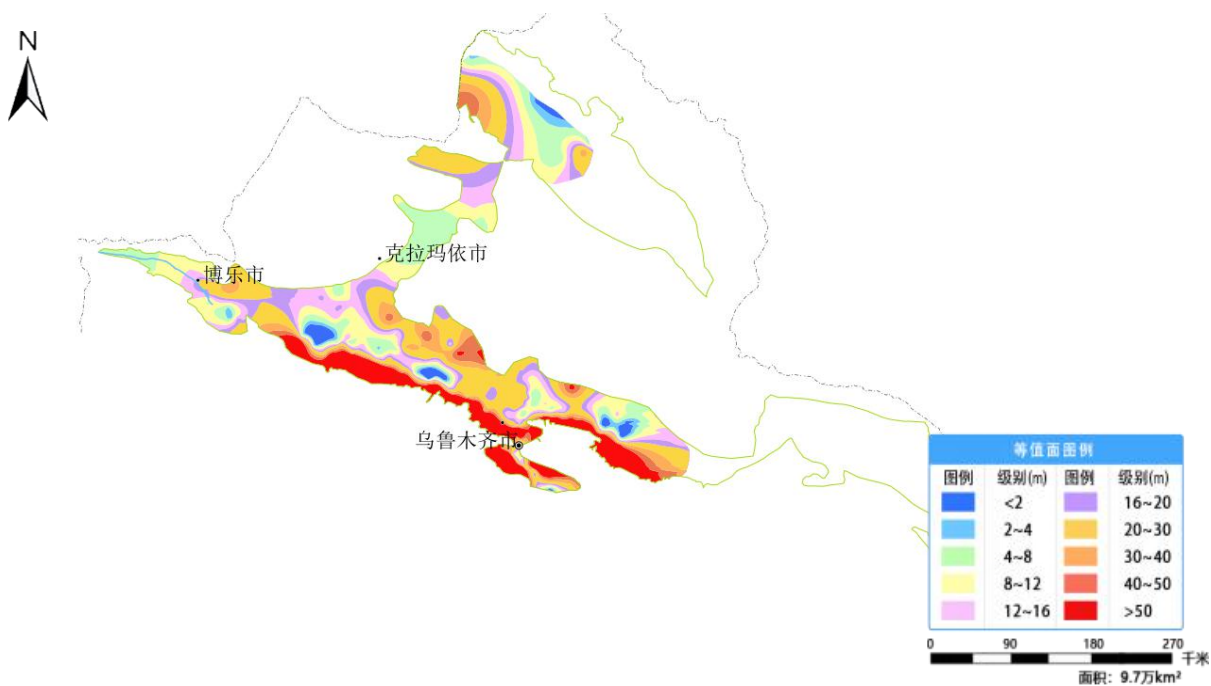 N
克拉玛依市
博乐市
乌鲁木齐市
等值面图例
图例 级别(m) 图例 级别(m)
<2 16~20
2~4 20~30
4~8 30~40
8~12 40~50
12~16 >50
0 90 180 270
千米
面积：9.7万km²